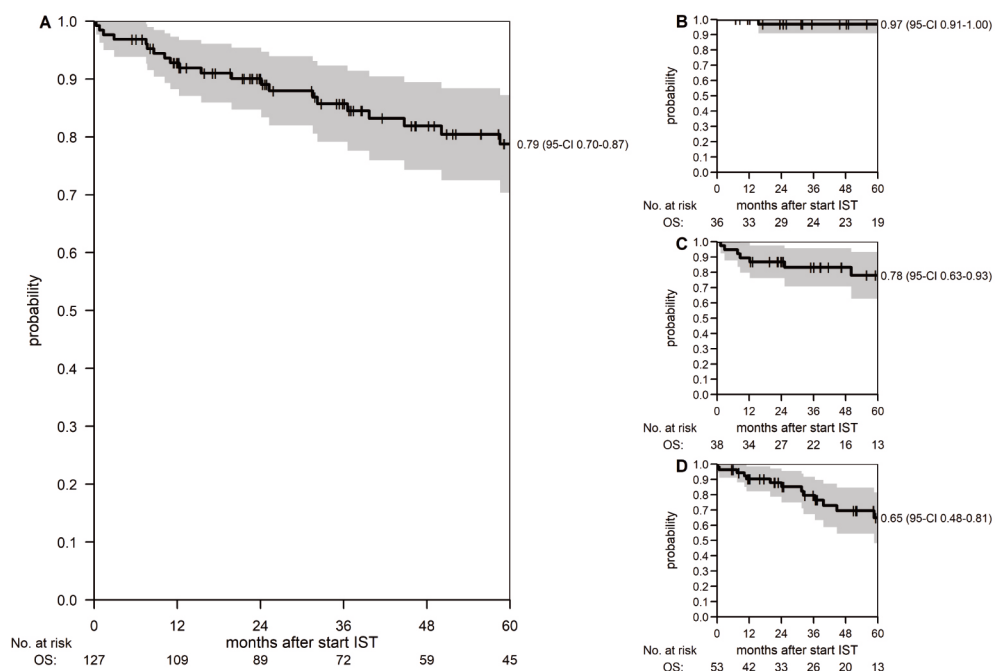 A
1.0
0.9
0.8
0.7
0.6
0.5
0.4
0.3
0.2
0.1
0.0
probability
0.79 (95-CI 0.70-0.87)
0 12 24 36 48 60
months after start IST
No. at risk
OS: 127 109 89 72 59 45
B
1.0
0.9
0.8
0.7
0.6
0.5
0.4
0.3
0.2
0.1
0.0
probability
0.97 (95-CI 0.91-1.00)
0 12 24 36 48 60
No. at risk months after start IST
OS: 36 33 29 24 23 19
C
1.0
0.9
0.8
0.7
0.6
0.5
0.4
0.3
0.2
0.1
0.0
probability
0.78 (95-CI 0.63-0.93)
0 12 24 36 48 60
No. at risk months after start IST
OS: 38 34 27 22 16 13
D
1.0
0.9
0.8
0.7
0.6
0.5
0.4
0.3
0.2
0.1
0.0
probability
0.65 (95-CI 0.48-0.81)
0 12 24 36 48 60
No. at risk months after start IST
OS: 53 42 33 26 20 13